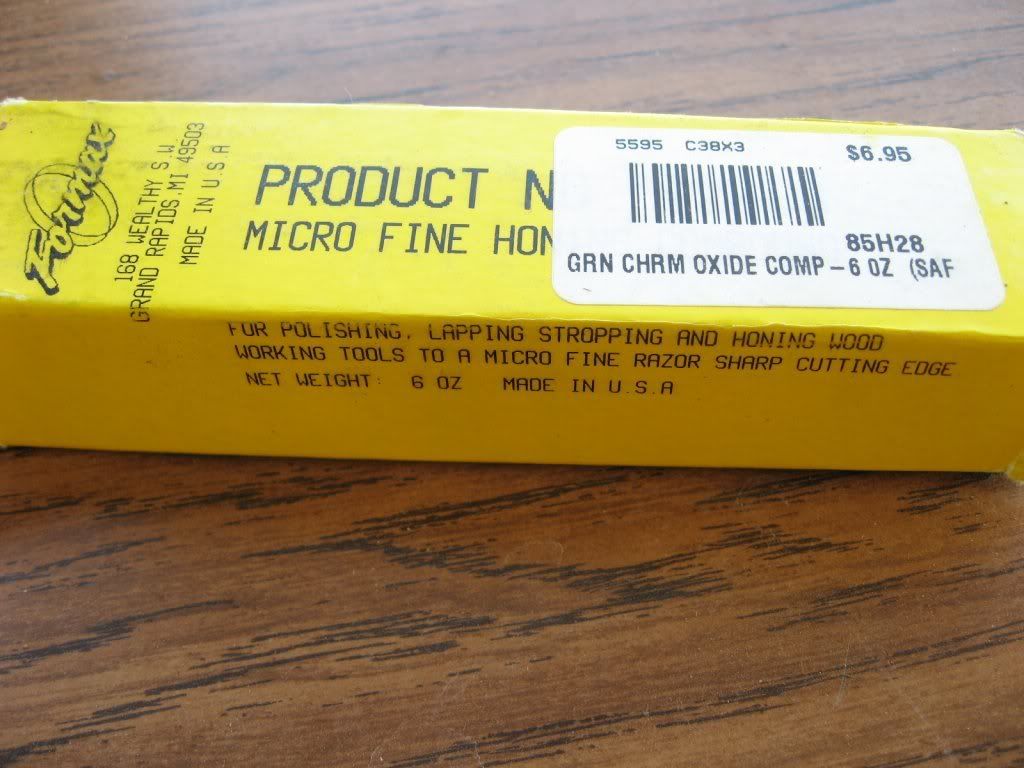 Formax
168 WEALTHY S.W
GRAND RAPIDS, MI 49503
MADE IN U.S.A
PRODUCT
MICRO FINE
5595 C38X3
$6.95
85H28
GRN CHRM OXIDE COMP-6 OZ (SAF
FOR POLISHING, LAPPING STROPPING AND HONING WOOD
WORKING TOOLS TO A MICRO FINE RAZOR SHARP CUTTING EDGE
NET WEIGHT: 6 OZ MADE IN U.S.A